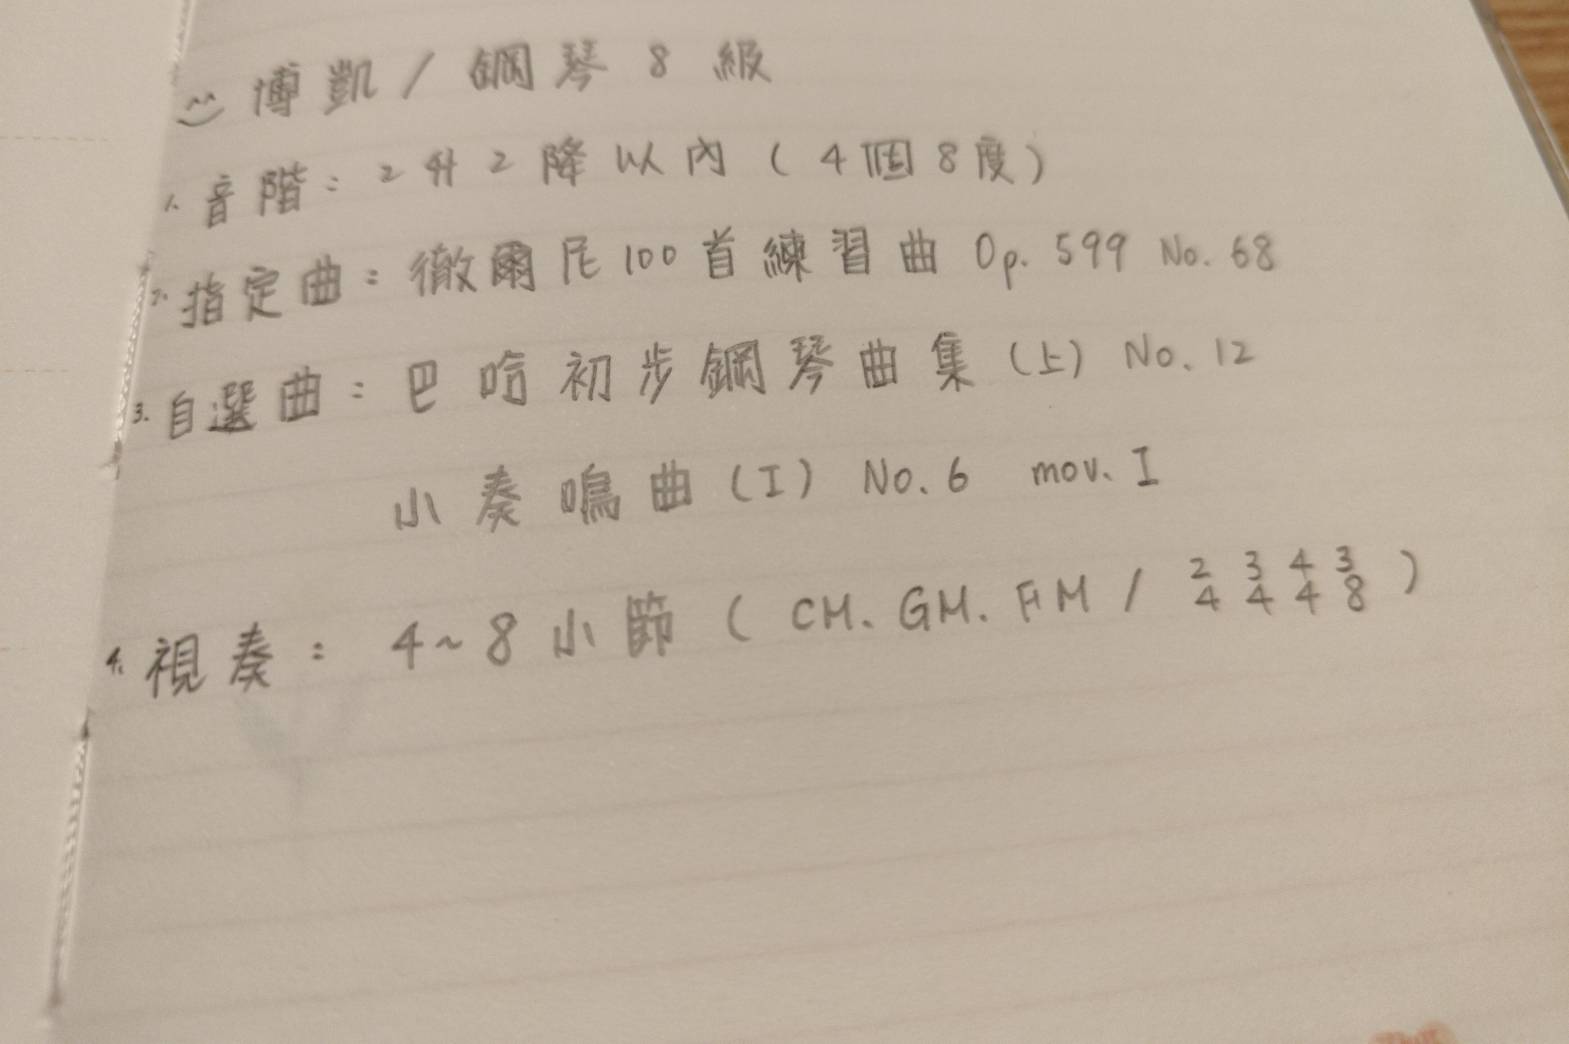 博凱 / 鋼琴 8 級
1. 音階：2升2降以內（4個8度）
2. 指定曲：徹爾尼100首練習曲 Op. 599 No. 68
3. 自選曲：巴哈初步鋼琴曲集（上）No. 12
小奏鳴曲（I）No. 6 mov. I
4. 視奏：4~8小節（CM. GM. FM / 2/4 3/4 4/4 3/8）